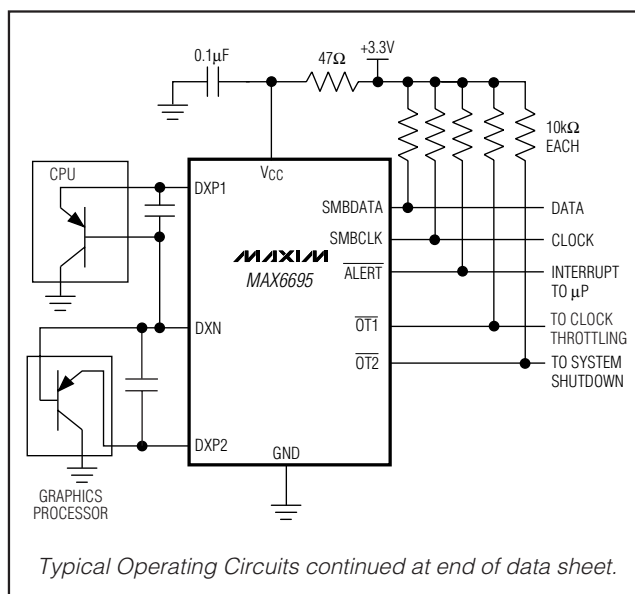 0.1µF
47Ω
+3.3V
10kΩ
EACH
CPU
DXP1
VCC
SMBDATA
DATA
SMBCLK
CLOCK
MAXIM
MAX6695
ALERT
INTERRUPT
TO µP
DXN
OT1
TO CLOCK
THROTTLING
OT2
TO SYSTEM
SHUTDOWN
DXP2
GND
GRAPHICS
PROCESSOR
Typical Operating Circuits continued at end of data sheet.